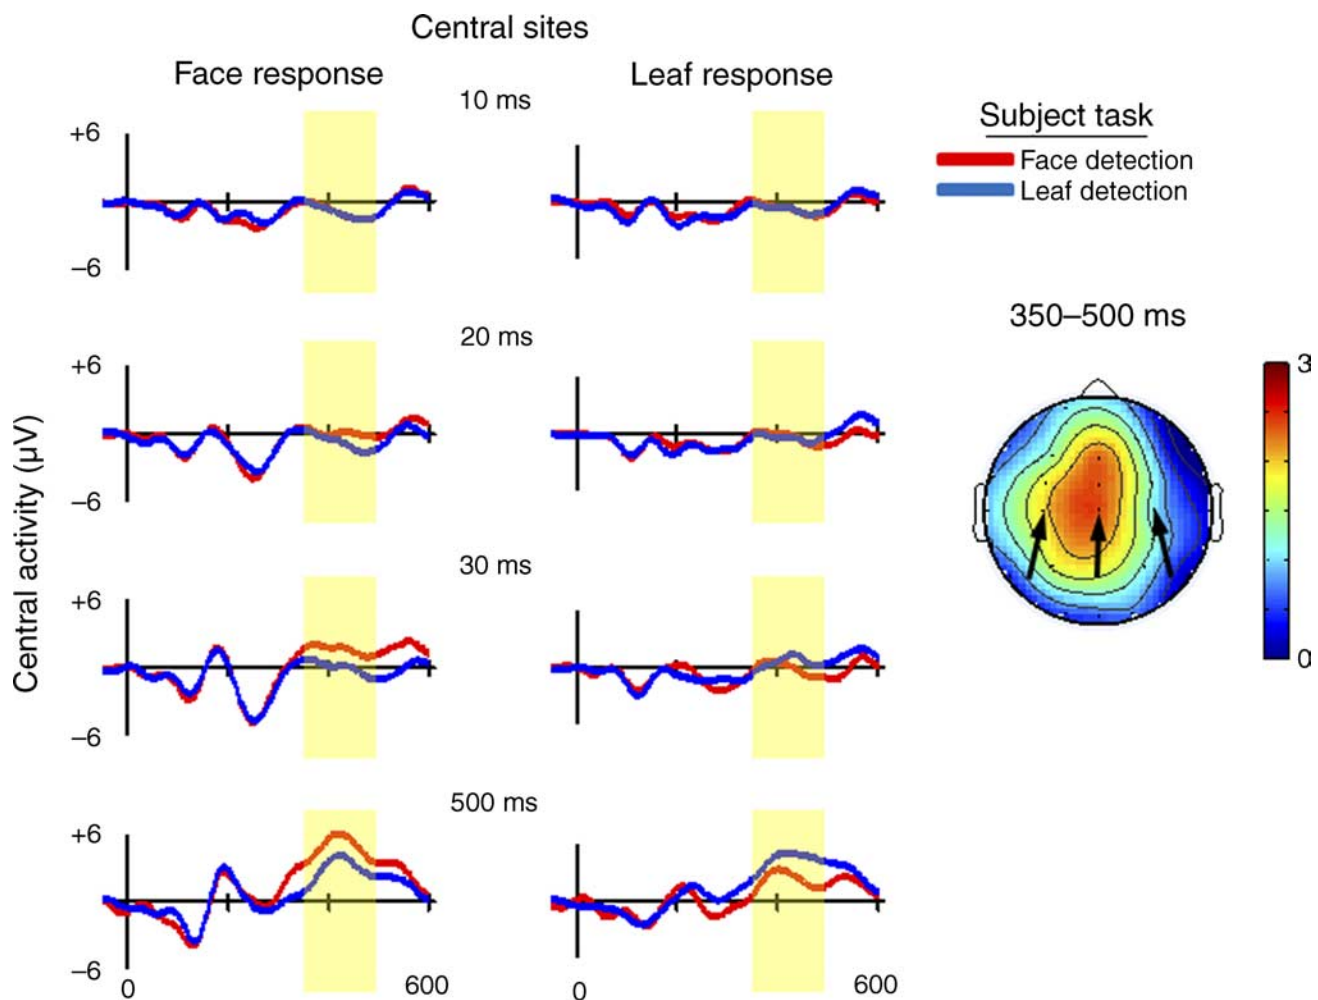 Central sites
Face response
Leaf response
10 ms
+6
–6
Subject task
Face detection
Leaf detection
20 ms
+6
–6
350–500 ms
3
0
Central activity (µV)
30 ms
+6
–6
500 ms
+6
–6
0
600
0
600